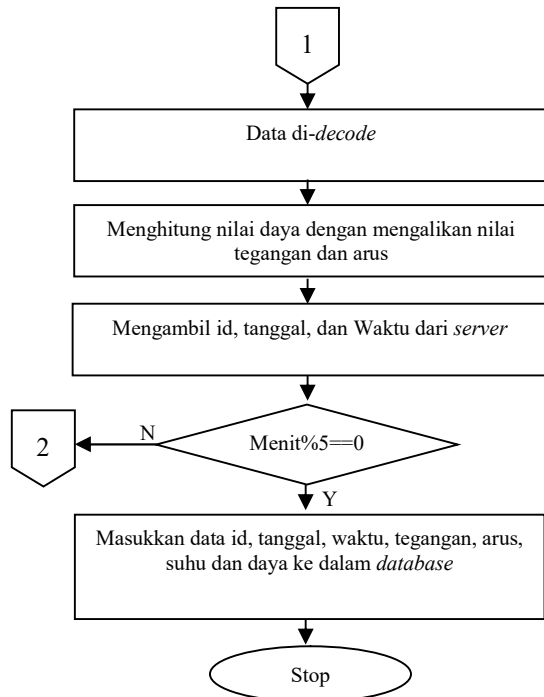 1
Data di-decode
Menghitung nilai daya dengan mengalikan nilai
tegangan dan arus
Mengambil id, tanggal, dan Waktu dari server
2
N
Menit%5==0
Y
Masukkan data id, tanggal, waktu, tegangan, arus,
suhu dan daya ke dalam database
Stop